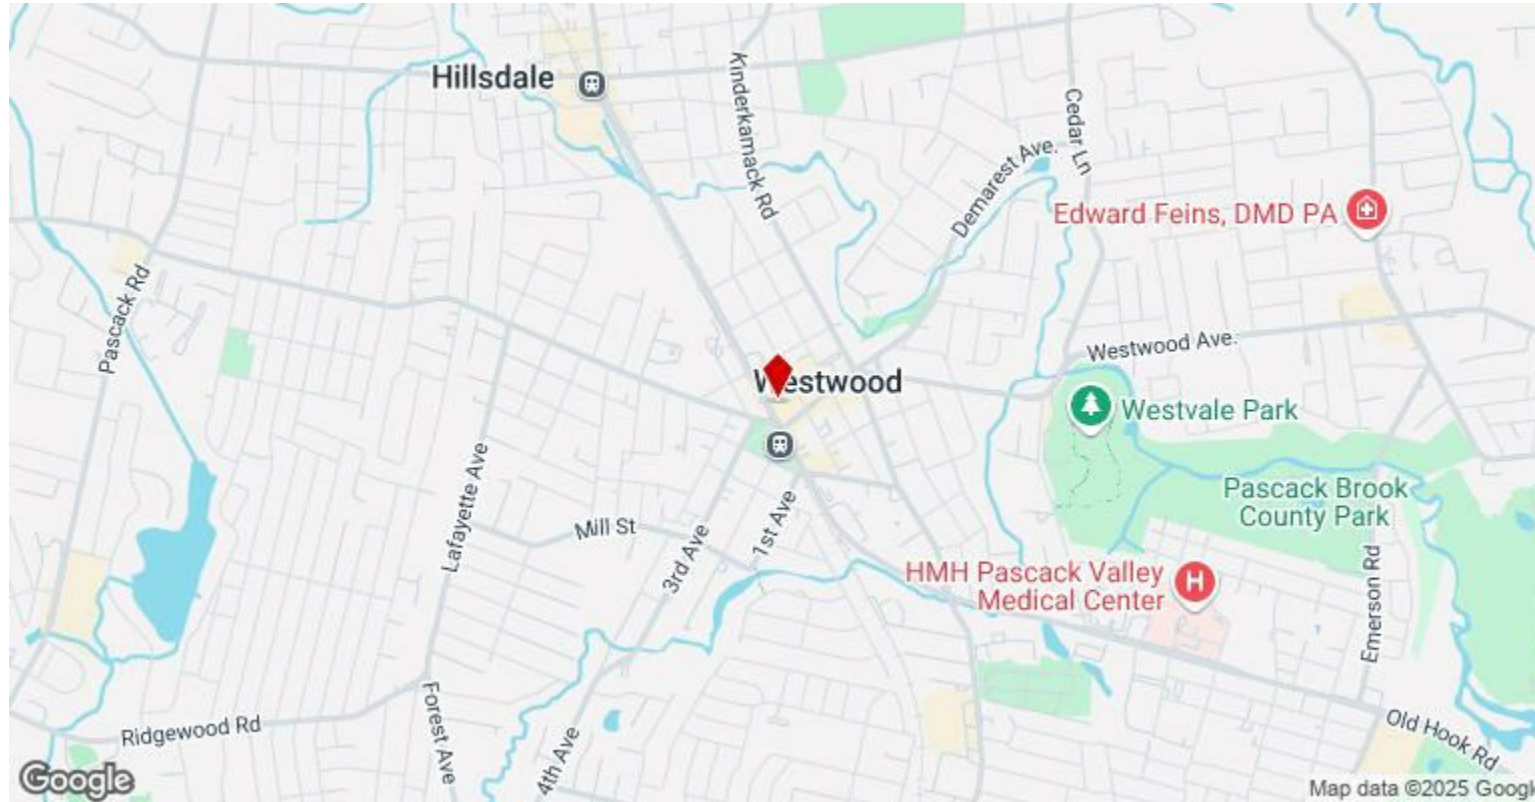 Hillsdale
Kinderkamack Rd
Cedar Ln
Demarest Ave.
Edward Feins, DMD PA
Pascack Rd
Westwood Ave.
Westwood
Westvale Park
Lafayette Ave
Mill St
3rd Ave
1st Ave
Pascack Brook
County Park
HMH Pascack Valley
Medical Center
H
Emerson Rd
Ridgewood Rd
Forest Ave
4th Ave
Old Hook Rd
Google
Map data ©2025 Googl